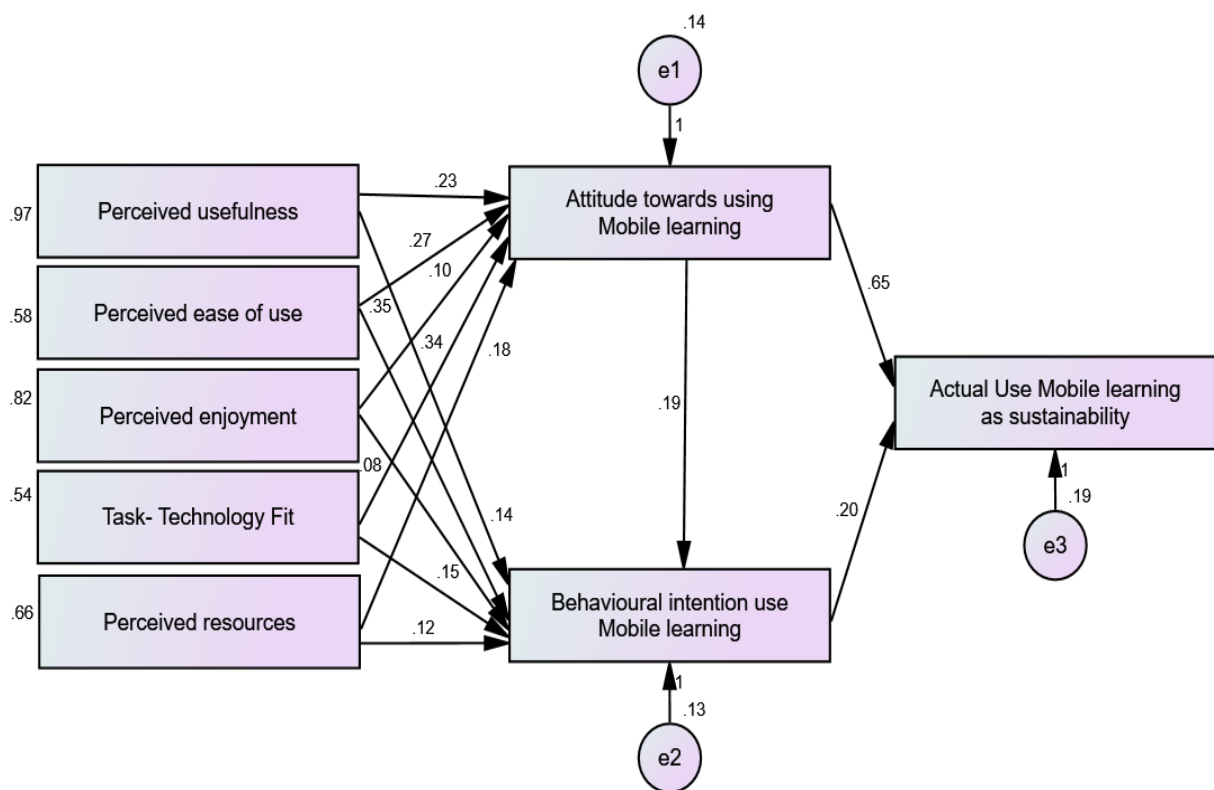 .14
e1
1
Perceived usefulness
.97
.23
Attitude towards using
Mobile learning
.27
.10
Perceived ease of use
.58
.35
.34
.18
.65
Perceived enjoyment
.82
.19
Actual Use Mobile learning
as sustainability
.08
Task- Technology Fit
.54
.14
.20
1
.19
e3
.15
Perceived resources
.66
.12
Behavioural intention use
Mobile learning
1
.13
e2